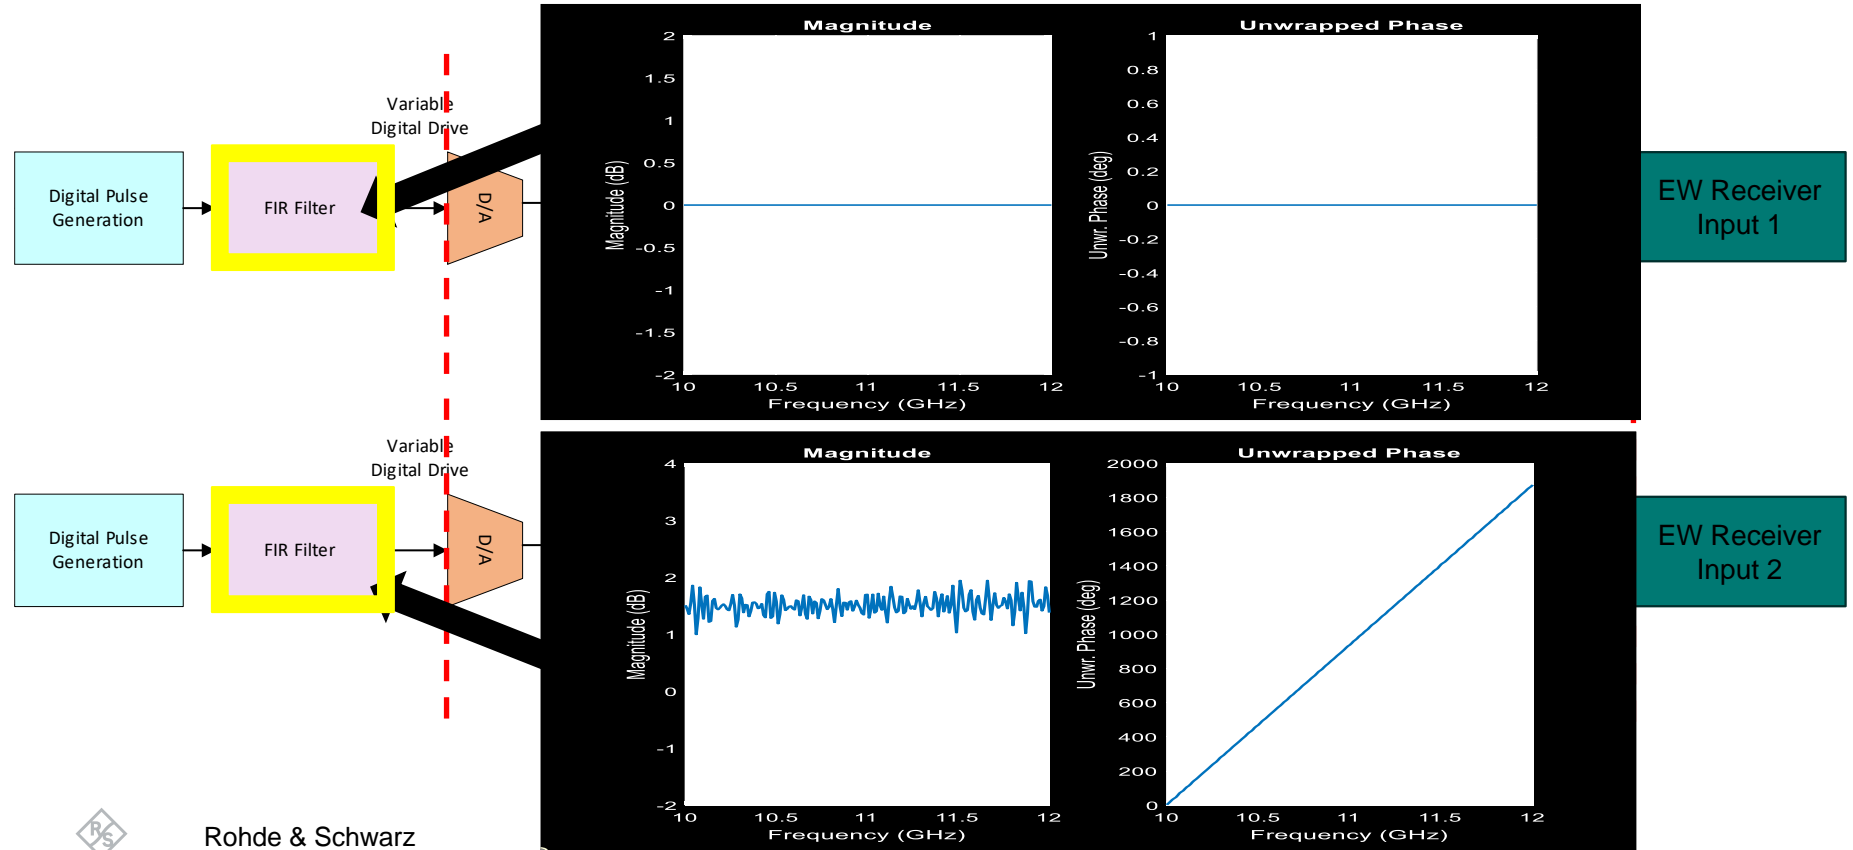 Magnitude
Unwrapped Phase
2
1.5
1
0.5
0
-0.5
-1
-1.5
-2
Magnitude (dB)
10
10.5
11
11.5
12
Frequency (GHz)
1
0.8
0.6
0.4
0.2
0
-0.2
-0.4
-0.6
-0.8
-1
Unwr. Phase (deg)
10
10.5
11
11.5
12
Frequency (GHz)
Variable
Digital Drive
Digital Pulse
Generation
FIR Filter
D/A
EW Receiver
Input 1
Magnitude
Unwrapped Phase
4
3
2
1
0
-1
-2
Magnitude (dB)
10
10.5
11
11.5
12
Frequency (GHz)
2000
1800
1600
1400
1200
1000
800
600
400
200
0
Unwr. Phase (deg)
10
10.5
11
11.5
12
Frequency (GHz)
Variable
Digital Drive
Digital Pulse
Generation
FIR Filter
D/A
EW Receiver
Input 2
R&S
Rohde & Schwarz